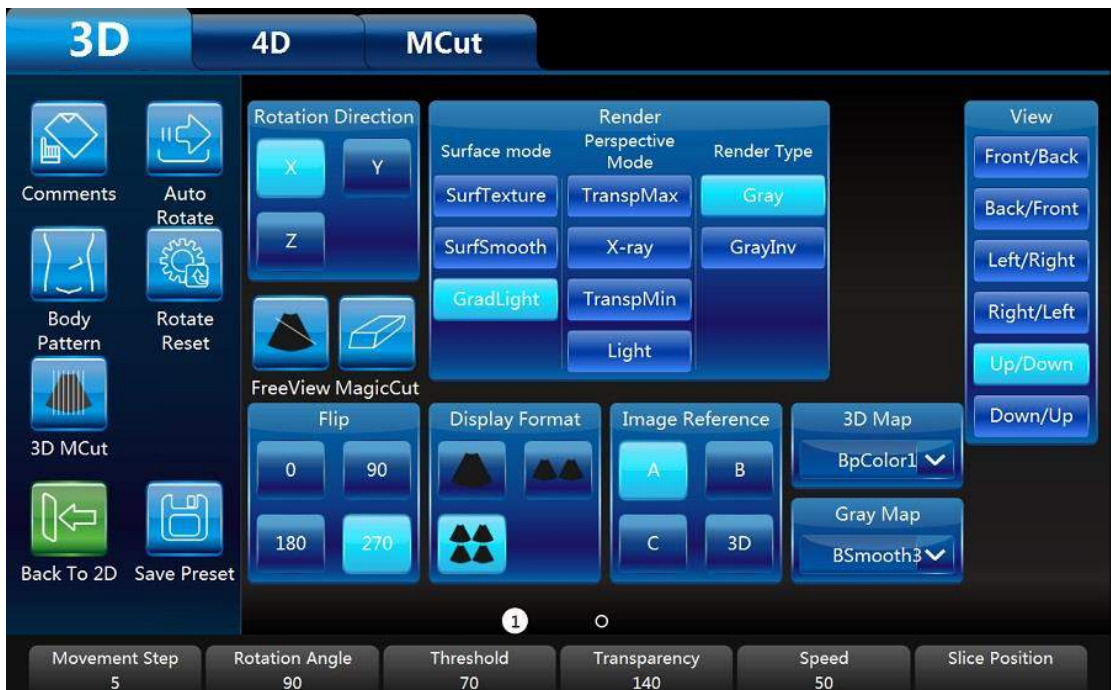 3D
4D
MCut
Comments
Auto
Rotate
Body
Pattern
Rotate
Reset
3D MCut
Back To 2D
Save Preset
Rotation Direction
X
Y
Z
FreeView
MagicCut
Render
Surface mode
Perspective
Mode
Render Type
SurfTexture
TranspMax
Gray
SurfSmooth
X-ray
GrayInv
GradLight
TranspMin
Light
View
Front/Back
Back/Front
Left/Right
Right/Left
Up/Down
Down/Up
Flip
0
90
180
270
Display Format
Image Reference
A
B
C
3D
3D Map
BpColor1
Gray Map
BSmooth3
1
Movement Step
5
Rotation Angle
90
Threshold
70
Transparency
140
Speed
50
Slice Position